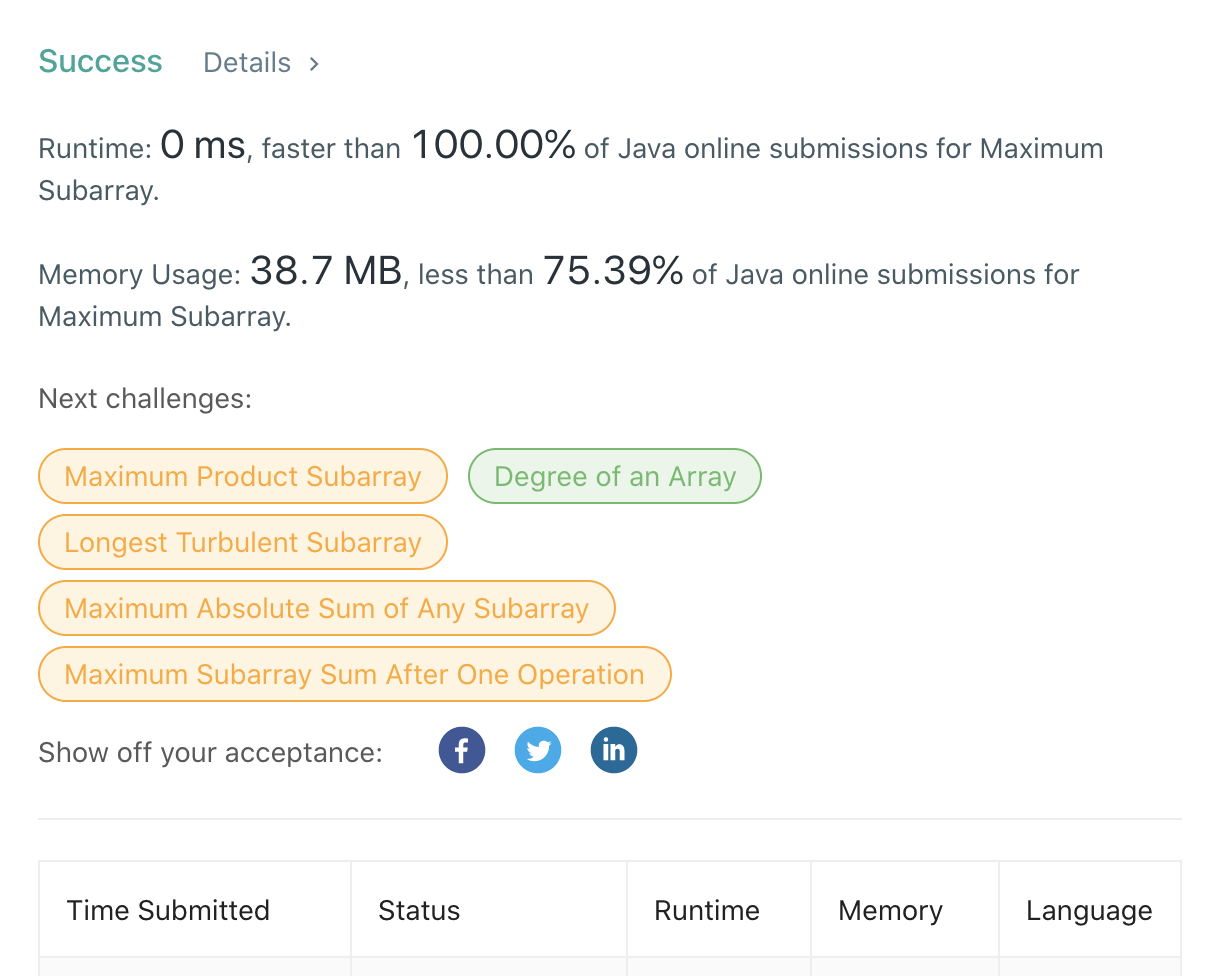 Success Details >
Runtime: 0 ms, faster than 100.00% of Java online submissions for Maximum
Subarray.
Memory Usage: 38.7 MB, less than 75.39% of Java online submissions for
Maximum Subarray.
Next challenges:
Maximum Product Subarray Degree of an Array
Longest Turbulent Subarray
Maximum Absolute Sum of Any Subarray
Maximum Subarray Sum After One Operation
Show off your acceptance: f in
Time Submitted Status Runtime Memory Language